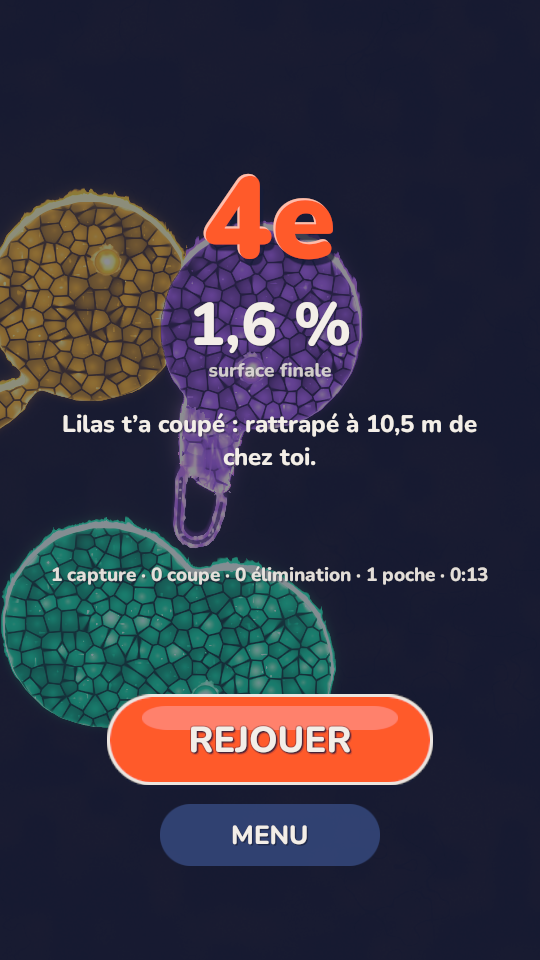 4e
1,6 %
surface finale
Lilas t’a coupé : rattrapé à 10,5 m de
chez toi.
1 capture · 0 coupe · 0 élimination · 1 poche · 0:13
REJOUER
MENU